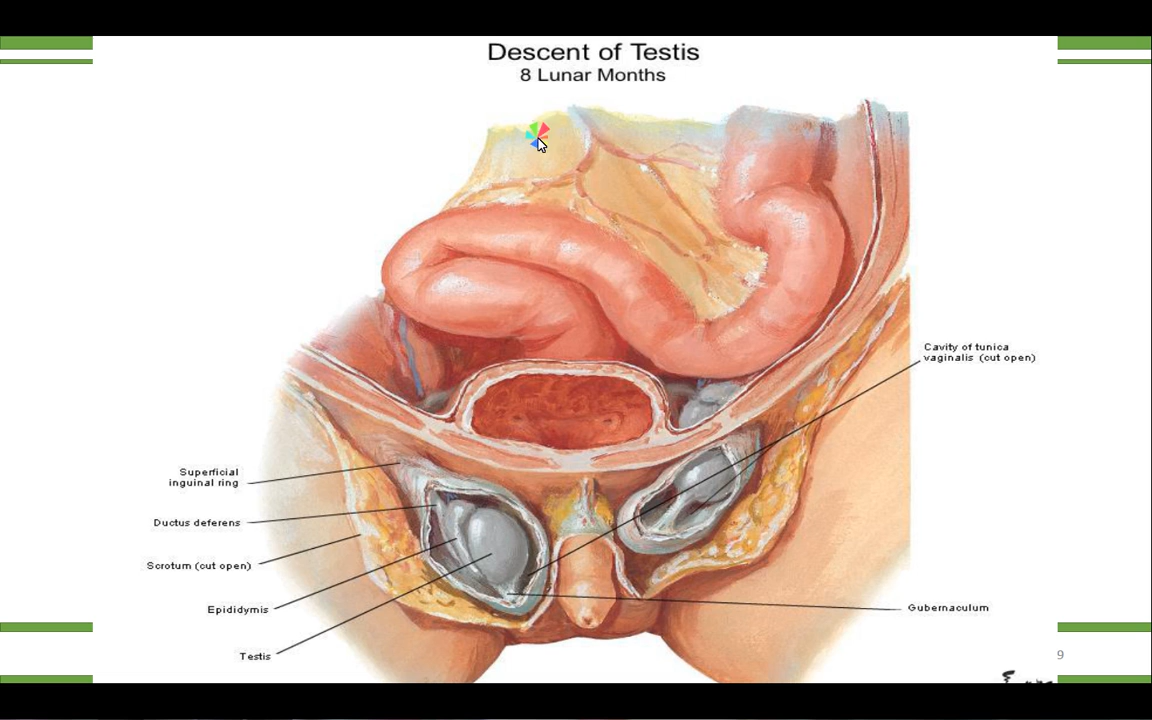 Descent of Testis
8 Lunar Months
Cavity of tunica
vaginalis (cut open)
Superficial
inguinal ring
Ductus deferens
Scrotum (cut open)
Epididymis
Gubernaculum
Testis
9